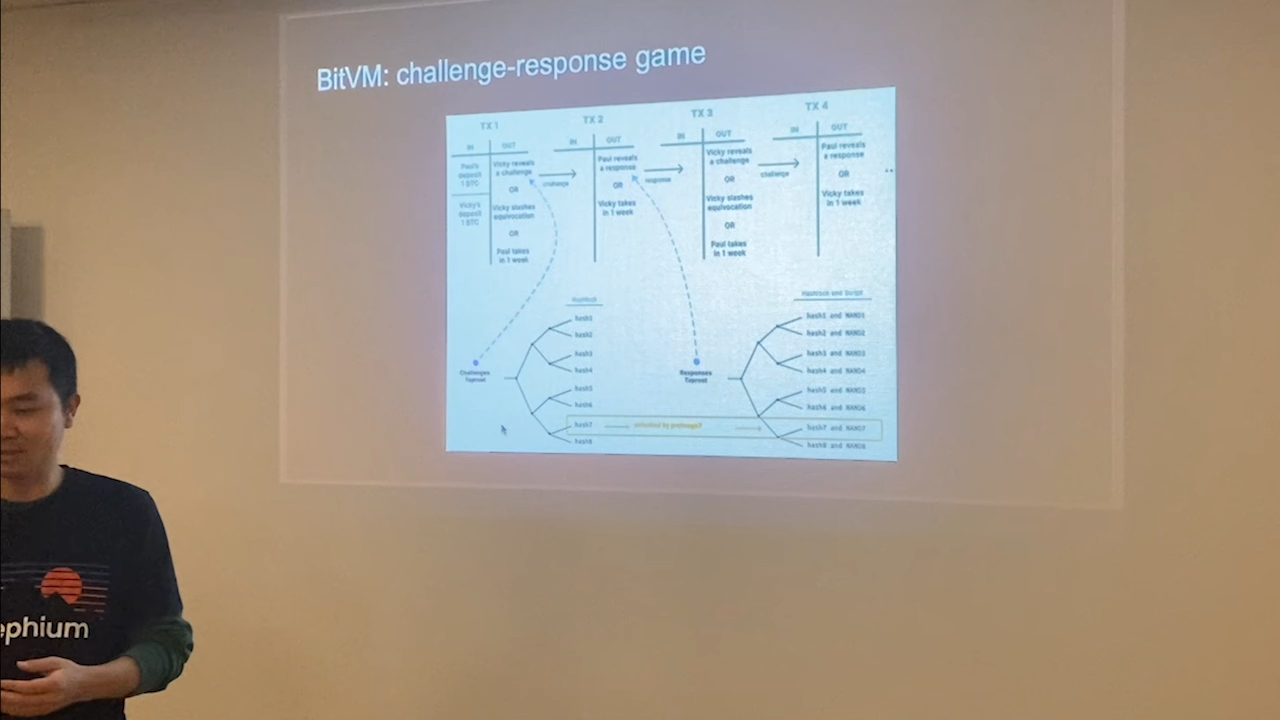 BitVM: challenge-response game
TX 1
IN
OUT
Paul's
deposit
1 BTC
Vicky's
deposit
1 BTC
Vicky reveals
a challenge
OR
Vicky slashes
equivocation
OR
Paul takes
in 1 week
challenge
TX 2
IN
OUT
Paul reveals
a response
OR
Vicky takes
in 1 week
response
TX 3
IN
OUT
Vicky reveals
a challenge
OR
Vicky slashes
equivocation
OR
Paul takes
in 1 week
challenge
TX 4
IN
OUT
Paul reveals
a response
OR
Vicky takes
in 1 week
Challenges
Taproot
Hashlock
hash1
hash2
hash3
hash4
hash5
hash6
hash7
hash8
unlocked by preimage7
Responses
Taproot
Hashlock and Script
hash1 and NAND1
hash2 and NAND2
hash3 and NAND3
hash4 and NAND4
hash5 and NAND5
hash6 and NAND6
hash7 and NAND7
hash8 and NAND8
ephium